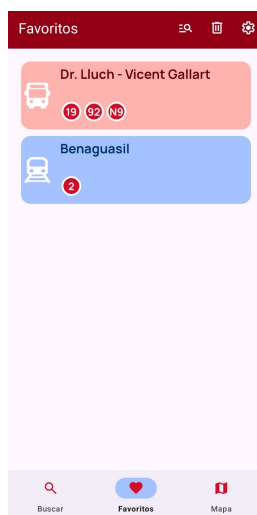 Favoritos
Dr. Lluch - Vicent Gallart
19 92 N9
Benaguasil
2
Buscar Favoritos Mapa